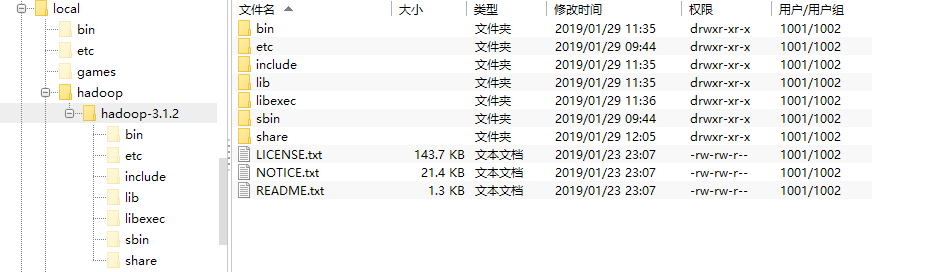 local
bin
etc
games
hadoop
hadoop-3.1.2
bin
etc
include
lib
libexec
sbin
share
文件名 大小 类型 修改时间 权限 用户/用户组
bin 文件夹 2019/01/29 11:35 drwxr-xr-x 1001/1002
etc 文件夹 2019/01/29 09:44 drwxr-xr-x 1001/1002
include 文件夹 2019/01/29 11:35 drwxr-xr-x 1001/1002
lib 文件夹 2019/01/29 11:35 drwxr-xr-x 1001/1002
libexec 文件夹 2019/01/29 11:36 drwxr-xr-x 1001/1002
sbin 文件夹 2019/01/29 09:44 drwxr-xr-x 1001/1002
share 文件夹 2019/01/29 12:05 drwxr-xr-x 1001/1002
LICENSE.txt 143.7 KB 文本文档 2019/01/23 23:07 -rw-rw-r-- 1001/1002
NOTICE.txt 21.4 KB 文本文档 2019/01/23 23:07 -rw-rw-r-- 1001/1002
README.txt 1.3 KB 文本文档 2019/01/23 23:07 -rw-rw-r-- 1001/1002